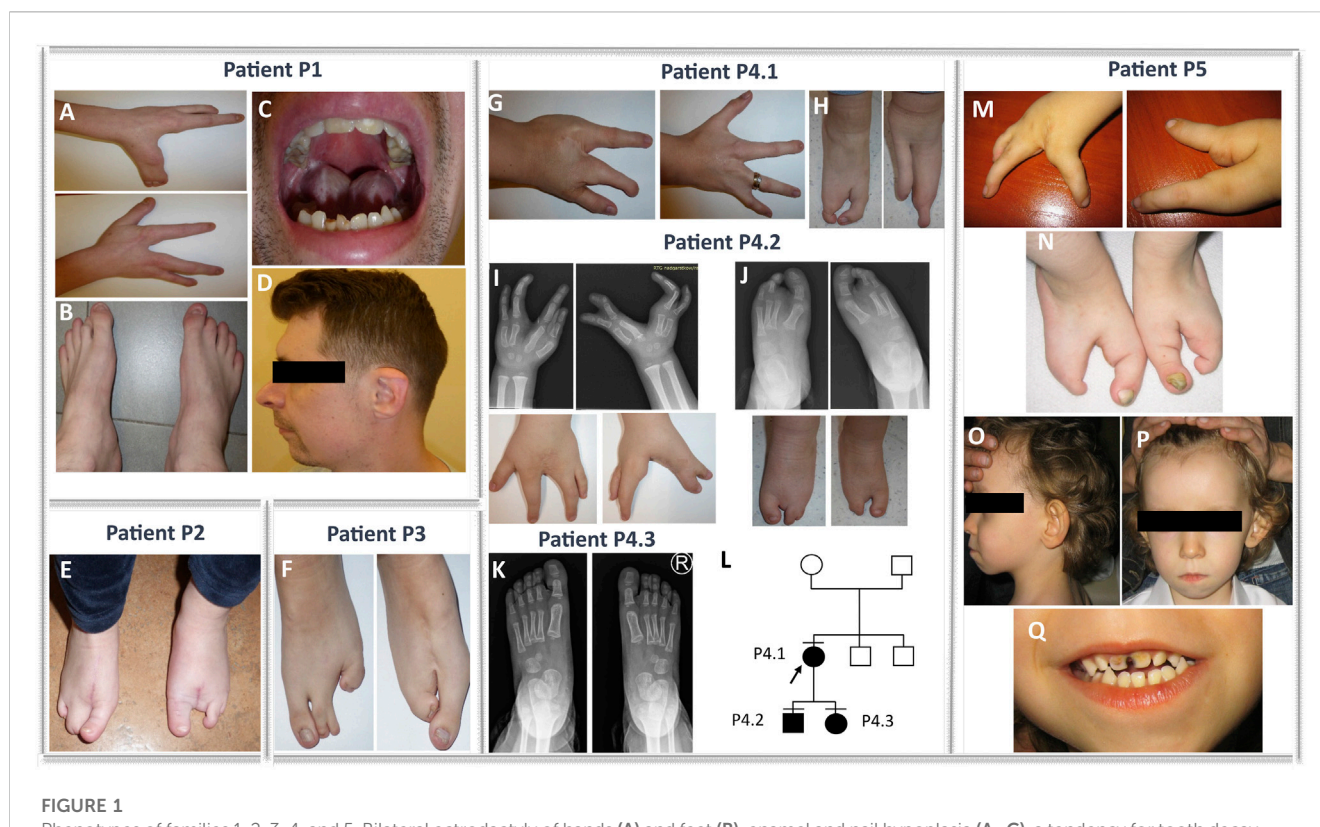 Patient P1
A
C
B
D
Patient P4.1
G
H
Patient P4.2
I
J
Patient P4.3
K
R
L
P4.1
P4.2
P4.3
Patient P5
M
N
O
P
Q
Patient P2
E
Patient P3
F
FIGURE 1